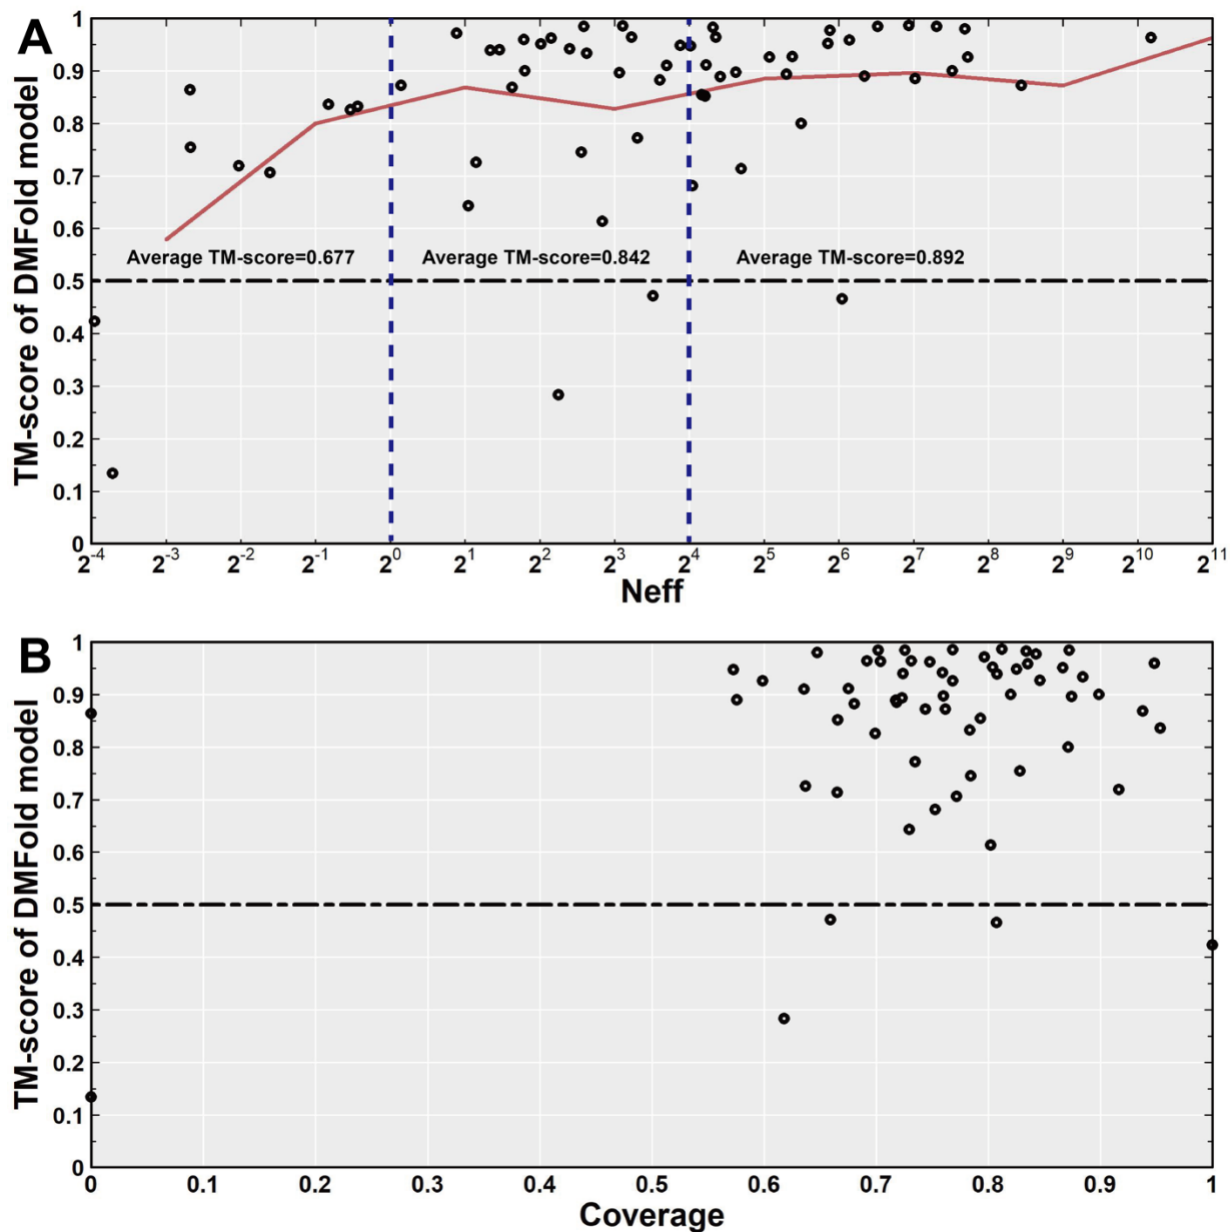 A
TM-score of DMFold model
1
0.9
0.8
0.7
0.6
0.5
0.4
0.3
0.2
0.1
0
Average TM-score=0.677 Average TM-score=0.842 Average TM-score=0.892
2⁻⁴ 2⁻³ 2⁻² 2⁻¹ 2⁰ 2¹ 2² 2³ 2⁴ 2⁵ 2⁶ 2⁷ 2⁸ 2⁹ 2¹⁰ 2¹¹
Neff
B
TM-score of DMFold model
1
0.9
0.8
0.7
0.6
0.5
0.4
0.3
0.2
0.1
0
0 0.1 0.2 0.3 0.4 0.5 0.6 0.7 0.8 0.9 1
Coverage